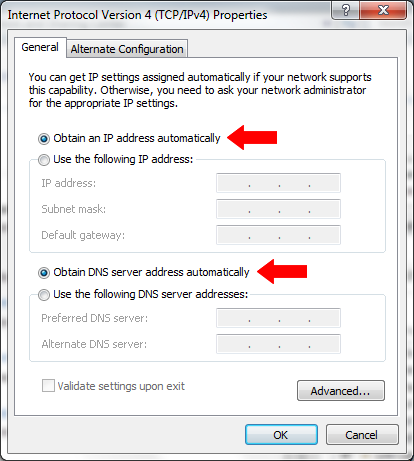 Internet Protocol Version 4 (TCP/IPv4) Properties
General
Alternate Configuration
You can get IP settings assigned automatically if your network supports
this capability. Otherwise, you need to ask your network administrator
for the appropriate IP settings.
Obtain an IP address automatically
Use the following IP address:
IP address:
Subnet mask:
Default gateway:
Obtain DNS server address automatically
Use the following DNS server addresses:
Preferred DNS server:
Alternate DNS server:
Validate settings upon exit
Advanced...
OK
Cancel